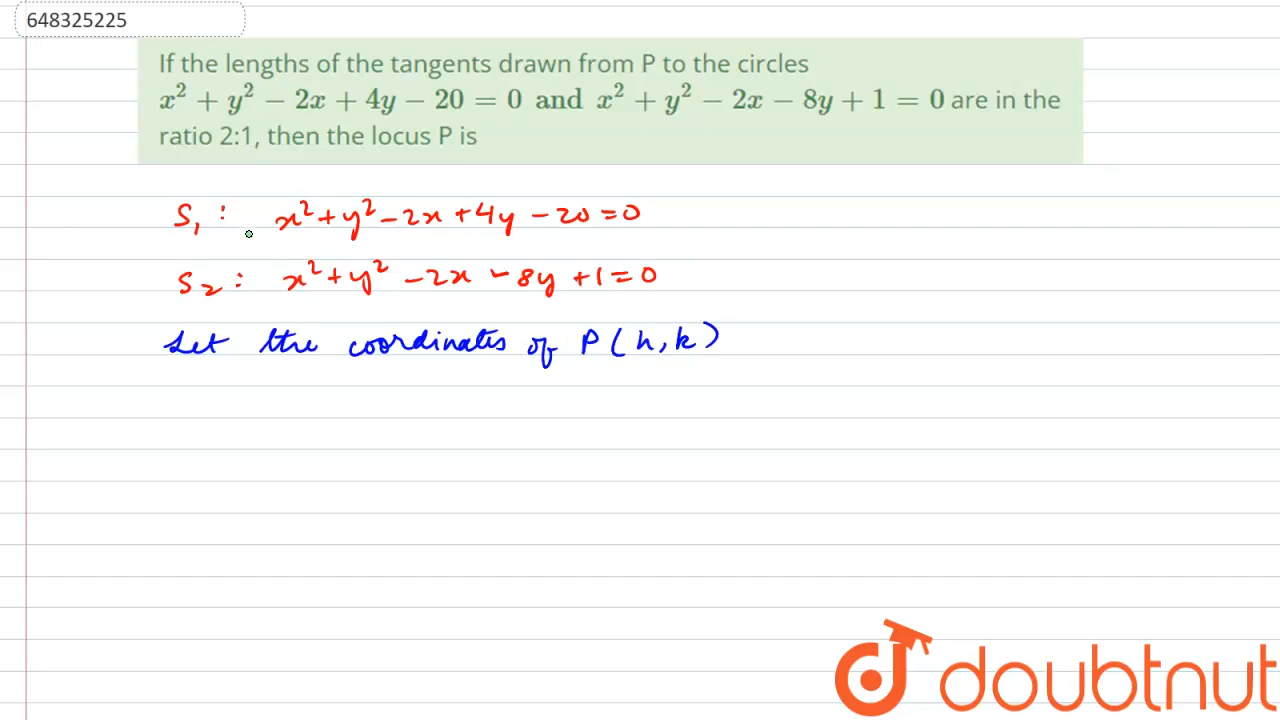 648325225
If the lengths of the tangents drawn from P to the circles
x² + y² − 2x + 4y − 20 = 0 and x² + y² − 2x − 8y + 1 = 0 are in the
ratio 2:1, then the locus P is
S₁ : x² + y² − 2x + 4y − 20 = 0
S₂ : x² + y² − 2x − 8y + 1 = 0
Let the coordinates of P(h,k)
doubtnut